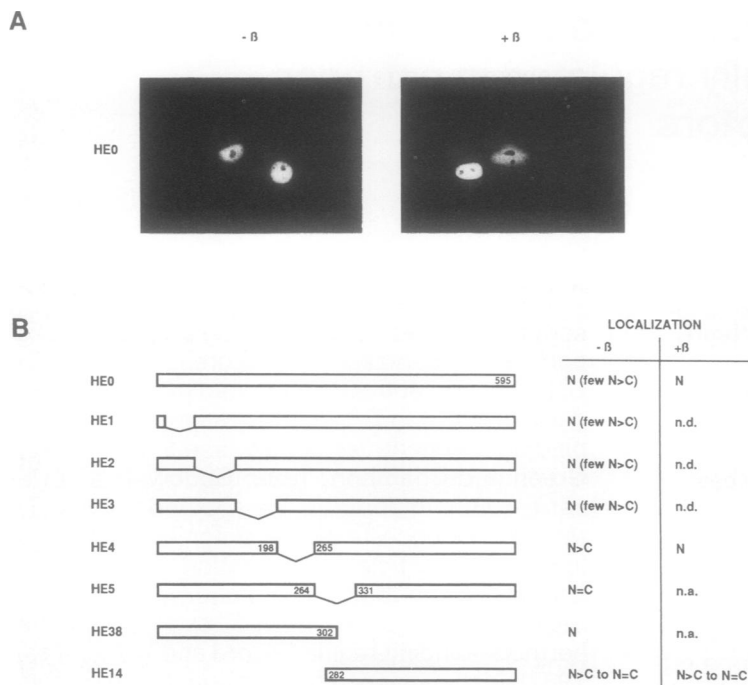 A
- ß
+ ß
HE0
B
LOCALIZATION
- ß
+ß
HE0
595
N (few N>C)
N
HE1
N (few N>C)
n.d.
HE2
N (few N>C)
n.d.
HE3
N (few N>C)
n.d.
HE4
198
265
N>C
N
HE5
264
331
N=C
n.a.
HE38
302
N
n.a.
HE14
282
N>C to N=C
N>C to N=C